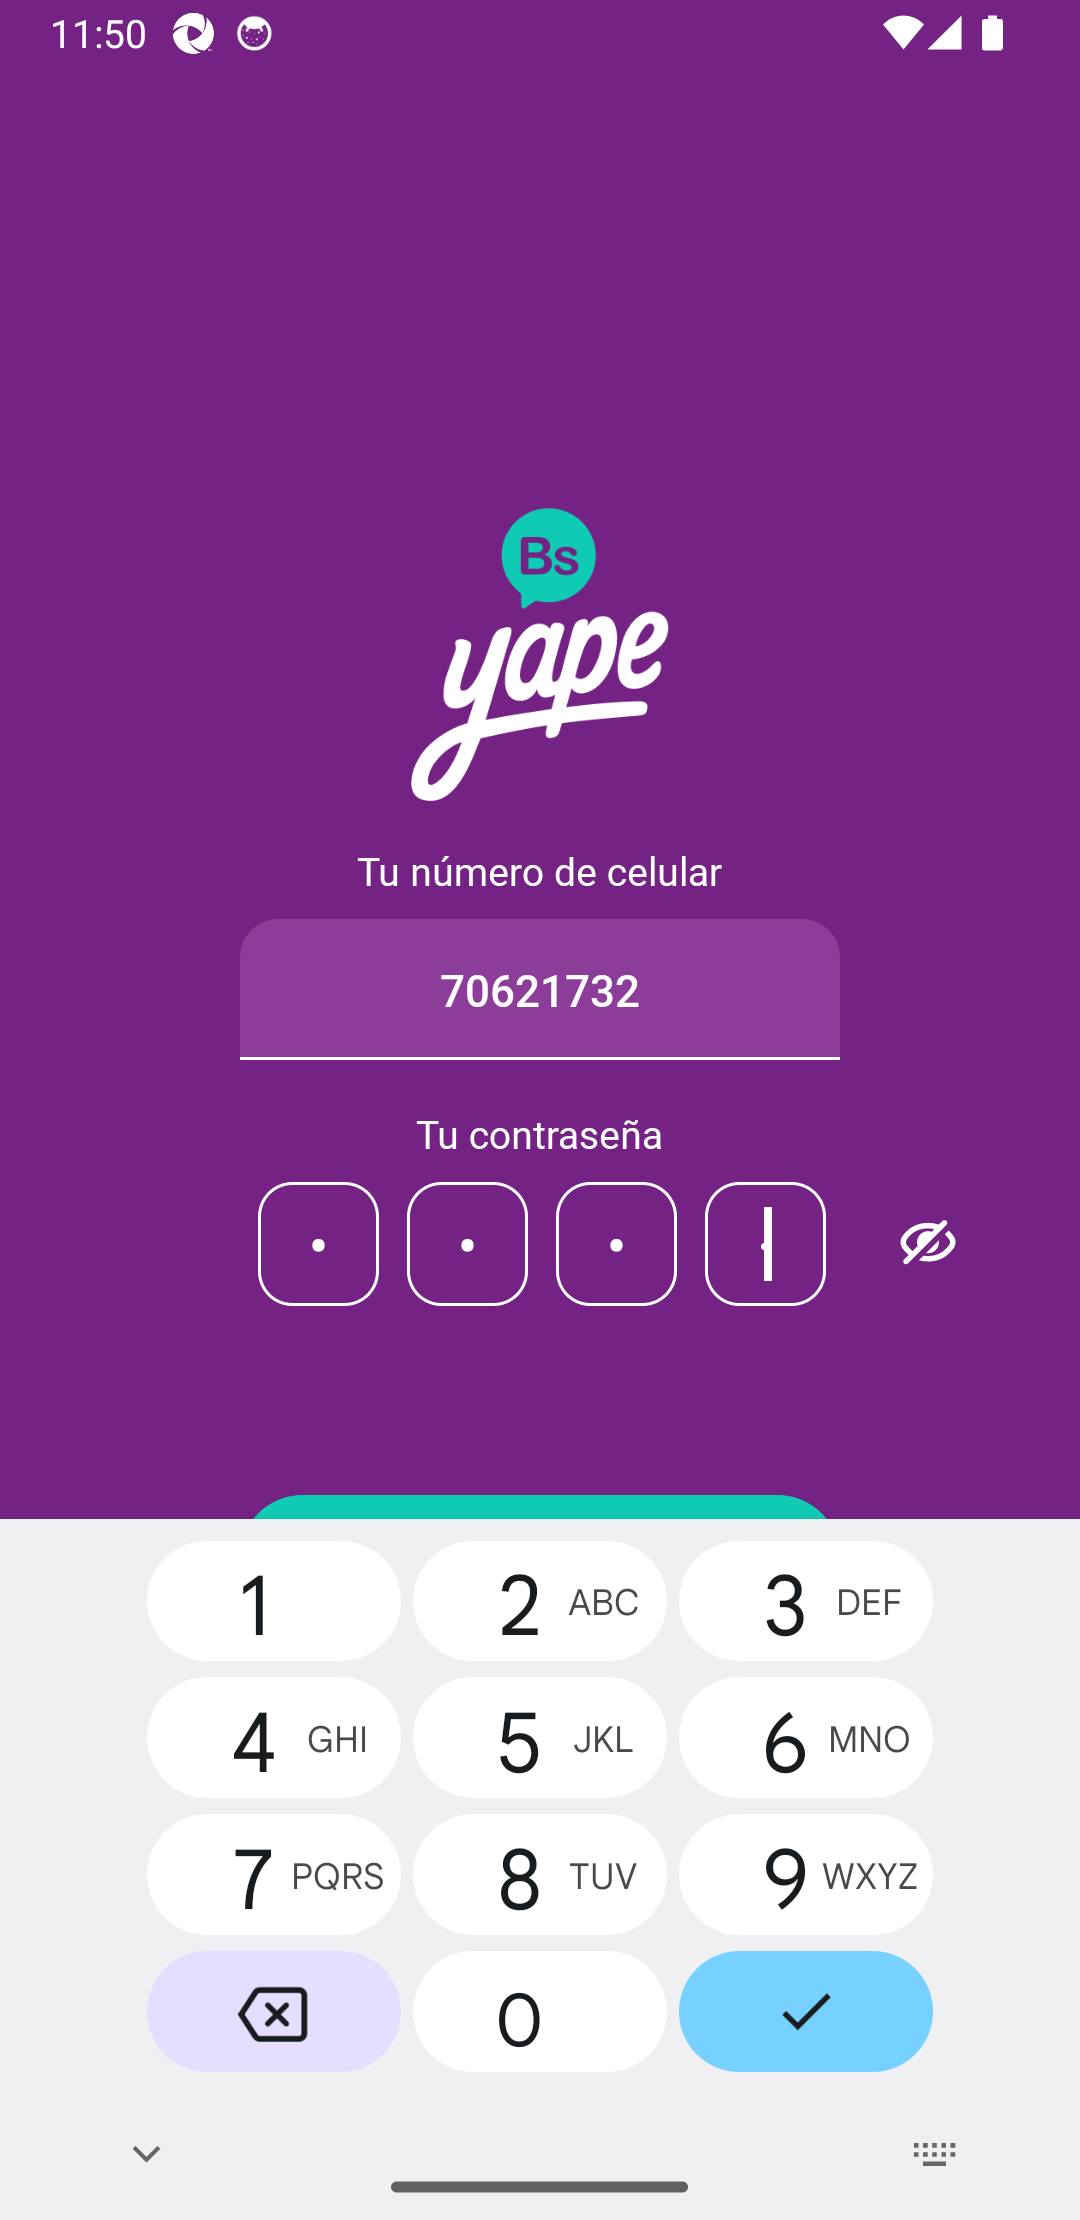 11:50
Bs
yape
Tu número de celular
70621732
Tu contraseña
1
2 ABC
3 DEF
4 GHI
5 JKL
6 MNO
7 PQRS
8 TUV
9 WXYZ
0